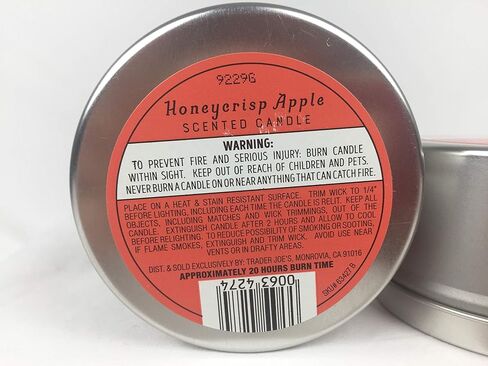 9229G
Honeycrisp Apple
SCENTED CANDLE
WARNING:
TO PREVENT FIRE AND SERIOUS INJURY: BURN CANDLE
WITHIN SIGHT. KEEP OUT OF REACH OF CHILDREN AND PETS.
NEVER BURN A CANDLE ON OR NEAR ANYTHING THAT CAN CATCH FIRE.
PLACE ON A HEAT & STAIN RESISTANT SURFACE. TRIM WICK TO 1/4"
BEFORE LIGHTING, INCLUDING EACH TIME THE CANDLE IS RELIT. KEEP ALL
OBJECTS, INCLUDING MATCHES AND WICK TRIMMINGS, OUT OF THE
CANDLE. EXTINGUISH CANDLE AFTER 2 HOURS AND ALLOW TO COOL
BEFORE RELIGHTING. TO REDUCE POSSIBILITY OF SMOKING OR SOOTING,
IF FLAME SMOKES, EXTINGUISH AND TRIM WICK. AVOID USE NEAR
VENTS OR IN DRAFTY AREAS.
DIST. & SOLD EXCLUSIVELY BY: TRADER JOE'S, MONROVIA, CA 91016
APPROXIMATELY 20 HOURS BURN TIME
0063 4274
SKU# 63427 B